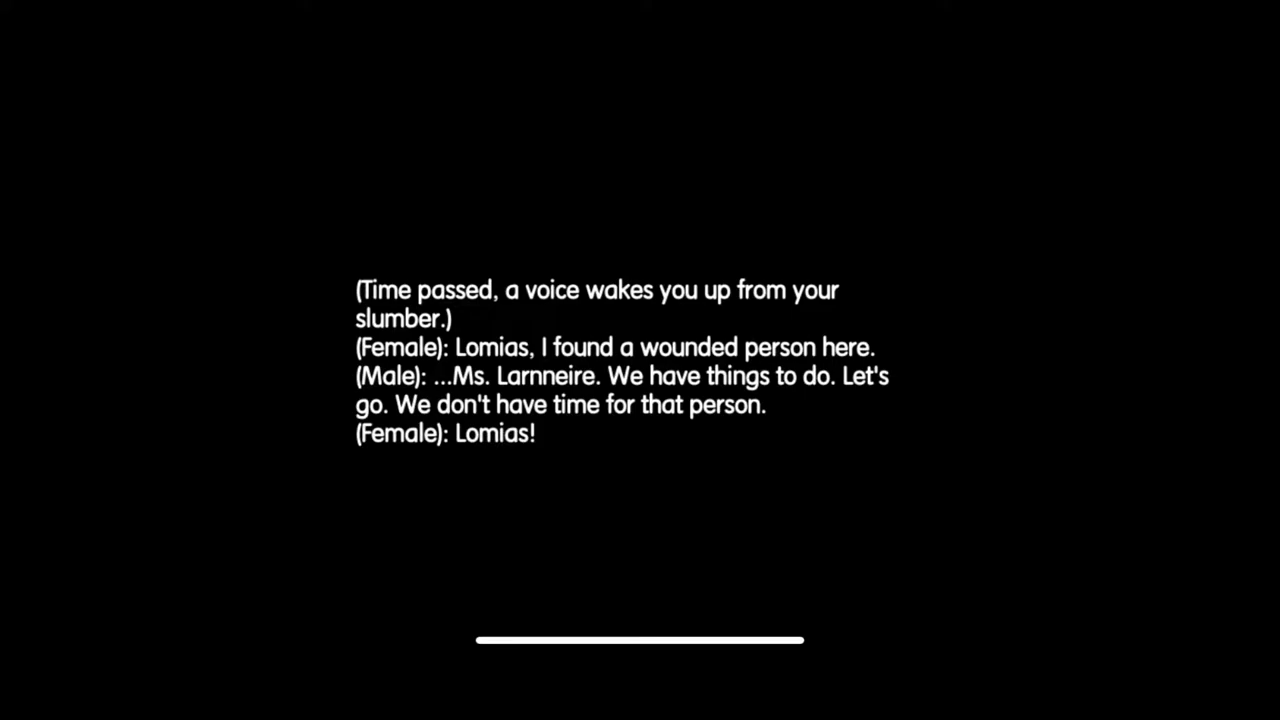 (Time passed, a voice wakes you up from your
slumber.)
(Female): Lomias, I found a wounded person here.
(Male): ...Ms. Larnneire. We have things to do. Let's
go. We don't have time for that person.
(Female): Lomias!